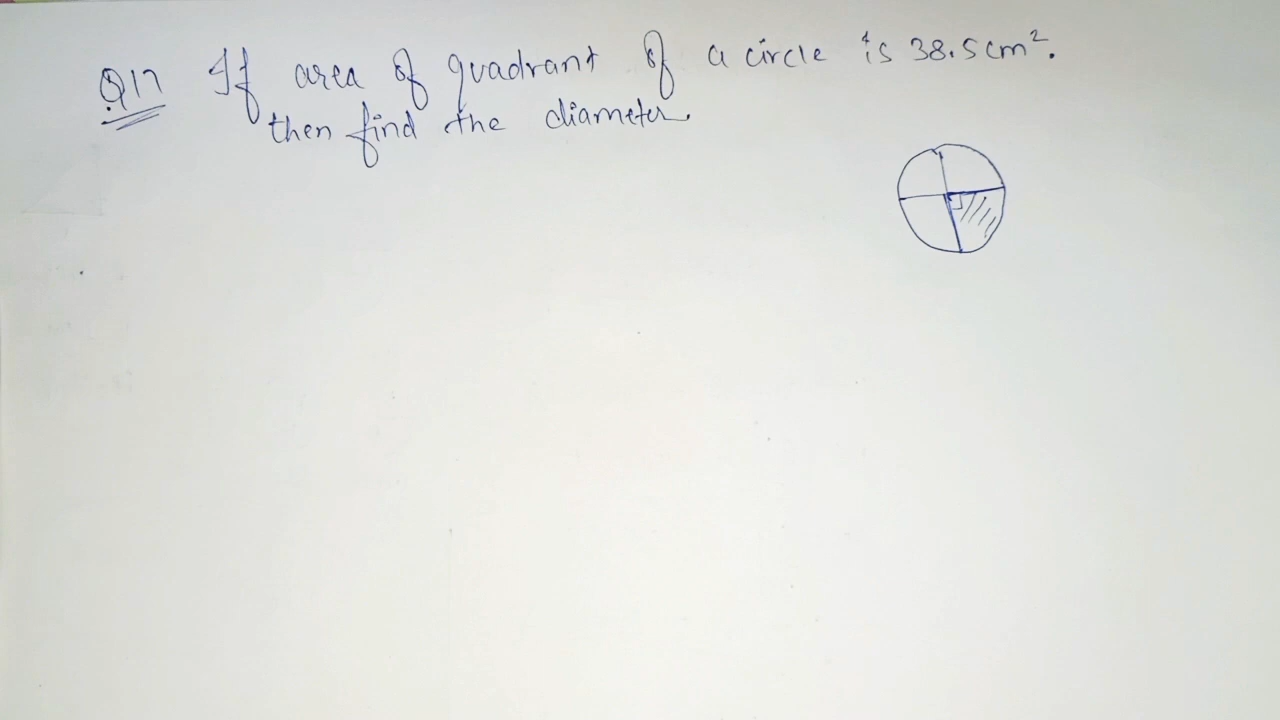 Q17 If area of quadrant of a circle is 38.5cm².
then find the diameter.